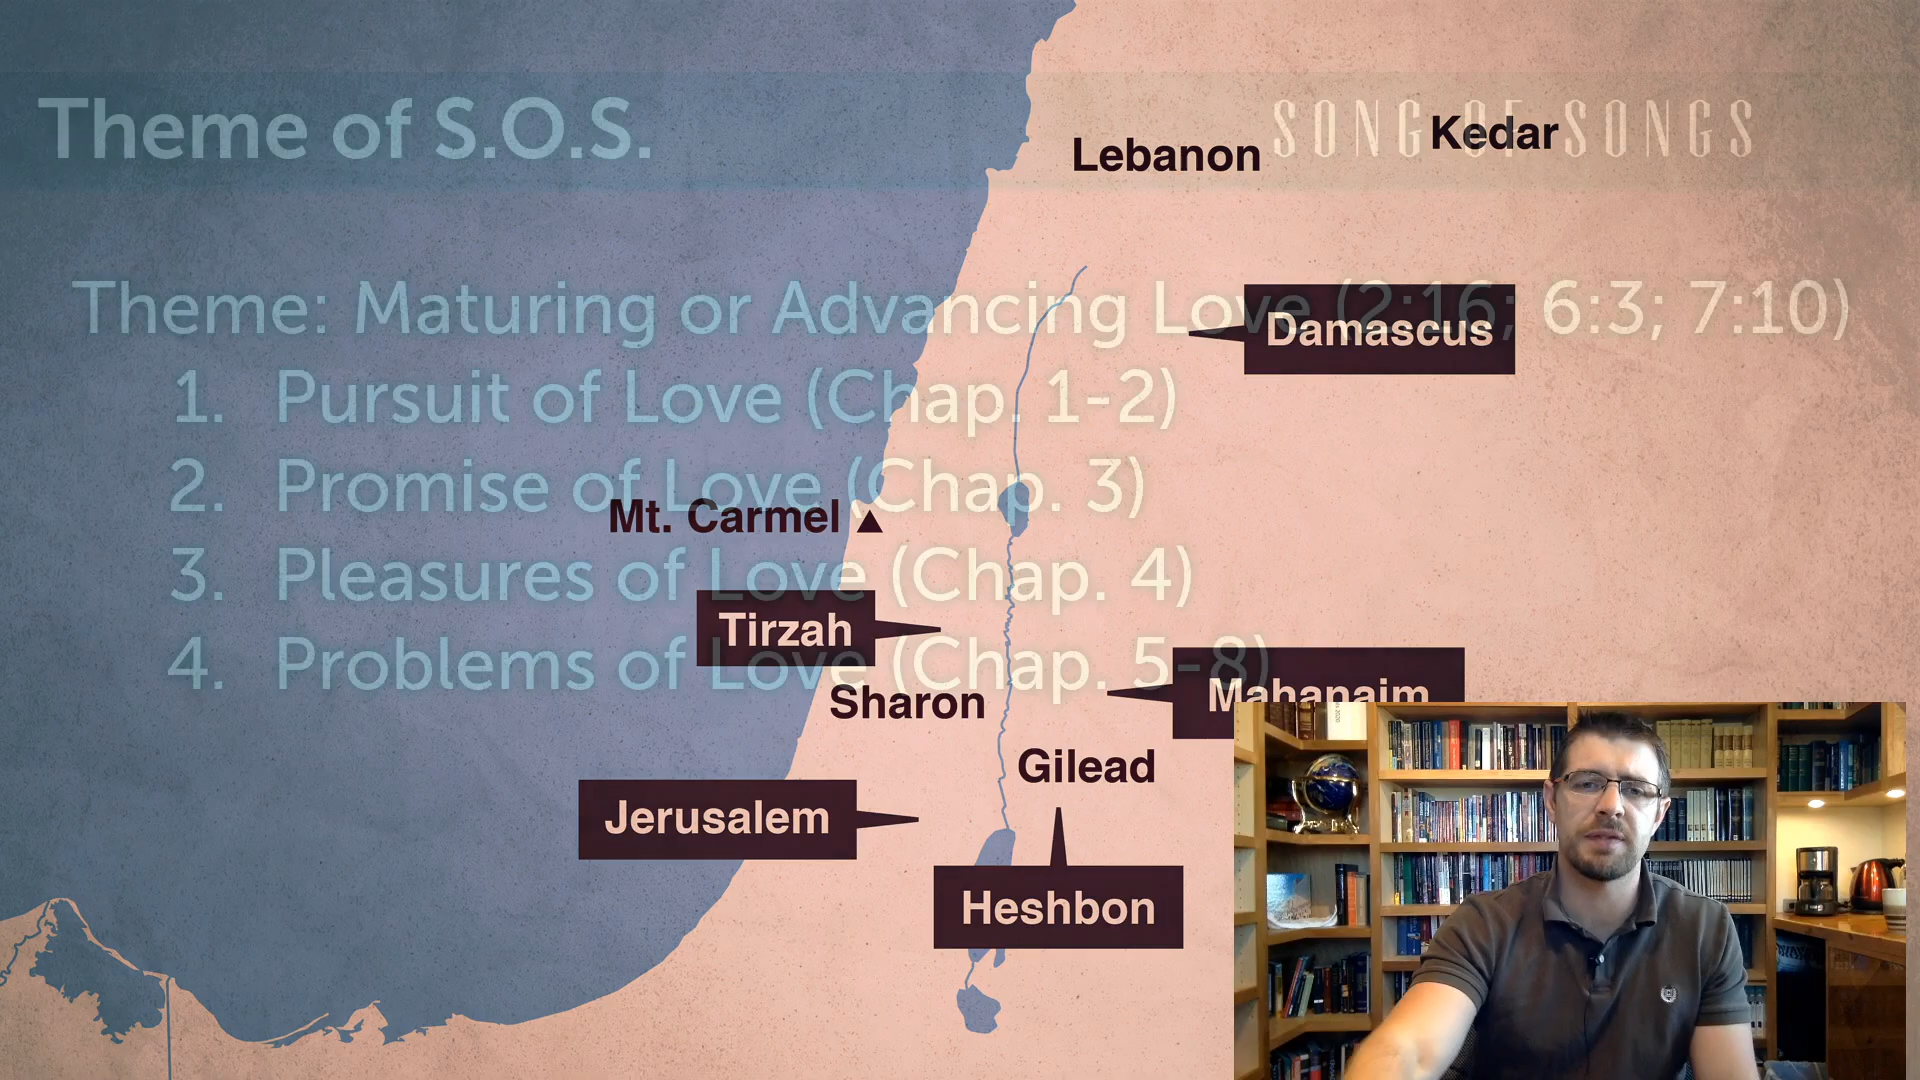 Theme of S.O.S.
SONG OF SONGS
Kedar
Lebanon
Theme: Maturing or Advancing Love (2:16; 6:3; 7:10)
Damascus
1. Pursuit of Love (Chap. 1-2)
2. Promise of Love (Chap. 3)
Mt. Carmel
3. Pleasures of Love (Chap. 4)
Tirzah
4. Problems of Love (Chap. 5-8)
Mahanaim
Sharon
Gilead
Jerusalem
Heshbon